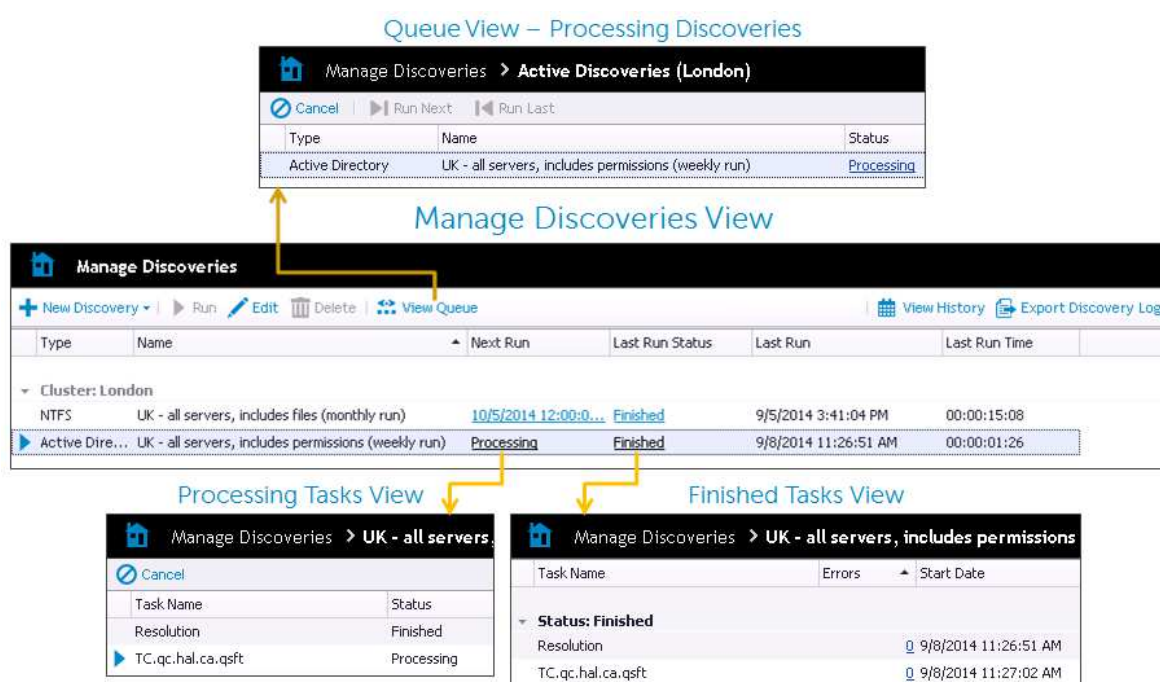 Queue View – Processing Discoveries
Manage Discoveries > Active Discoveries (London)
Cancel Run Next Run Last
Type Name Status
Active Directory UK - all servers, includes permissions (weekly run) Processing
Manage Discoveries View
Manage Discoveries
New Discovery Run Edit Delete View Queue View History Export Discovery Log
Type Name Next Run Last Run Status Last Run Last Run Time
Cluster: London
NTFS UK - all servers, includes files (monthly run) 10/5/2014 12:00:0... Finished 9/5/2014 3:41:04 PM 00:00:15:08
Active Dire... UK - all servers, includes permissions (weekly run) Processing Finished 9/8/2014 11:26:51 AM 00:00:01:26
Processing Tasks View
Manage Discoveries > UK - all servers,
Cancel
Task Name Status
Resolution Finished
TC.qc.hal.ca.qsft Processing
Finished Tasks View
Manage Discoveries > UK - all servers, includes permissions
Task Name Errors Start Date
Status: Finished
Resolution 0 9/8/2014 11:26:51 AM
TC.qc.hal.ca.qsft 0 9/8/2014 11:27:02 AM